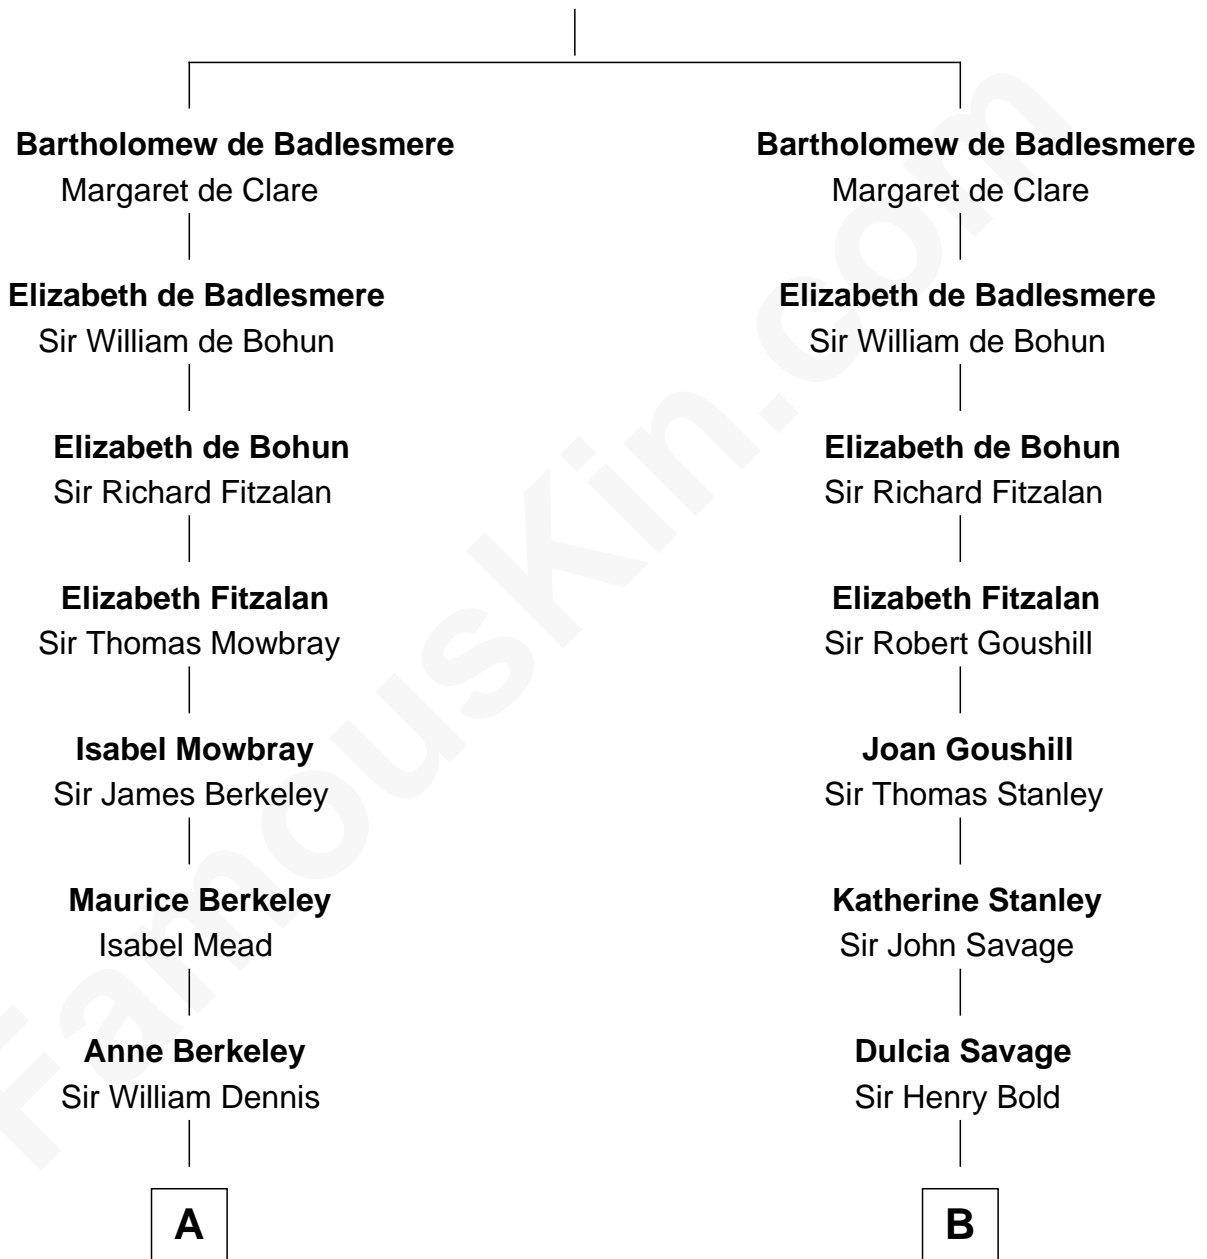 Bartholomew de Badlesmere
Margaret de Clare
Elizabeth de Badlesmere
Sir William de Bohun
Elizabeth de Bohun
Sir Richard Fitzalan
Elizabeth Fitzalan
Sir Thomas Mowbray
Isabel Mowbray
Sir James Berkeley
Maurice Berkeley
Isabel Mead
Anne Berkeley
Sir William Dennis
A
Bartholomew de Badlesmere
Margaret de Clare
Elizabeth de Badlesmere
Sir William de Bohun
Elizabeth de Bohun
Sir Richard Fitzalan
Elizabeth Fitzalan
Sir Robert Goushill
Joan Goushill
Sir Thomas Stanley
Katherine Stanley
Sir John Savage
Dulcia Savage
Sir Henry Bold
B
FamousKin.com